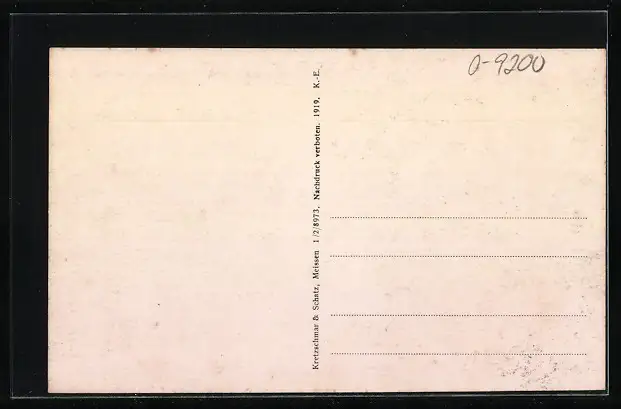 0-9200
Kretzschmar & Schatz, Meissen 1/2/8973, Nachdruck verboten. 1919. K.-E.